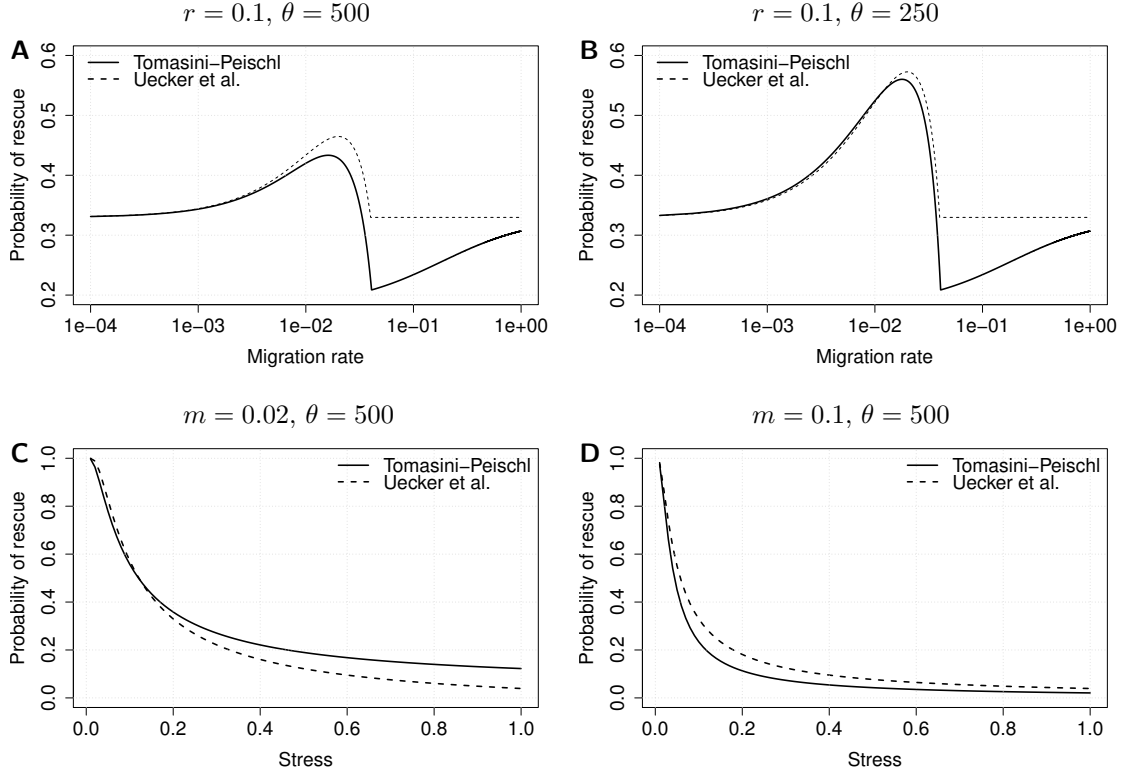 r = 0.1, θ = 500
A
Tomasini−Peischl
Uecker et al.
Probability of rescue
0.2 0.3 0.4 0.5 0.6
1e−04 1e−03 1e−02 1e−01 1e+00
Migration rate
r = 0.1, θ = 250
B
Tomasini−Peischl
Uecker et al.
Probability of rescue
0.2 0.3 0.4 0.5 0.6
1e−04 1e−03 1e−02 1e−01 1e+00
Migration rate
m = 0.02, θ = 500
C
Tomasini−Peischl
Uecker et al.
Probability of rescue
0.0 0.2 0.4 0.6 0.8 1.0
0.0 0.2 0.4 0.6 0.8 1.0
Stress
m = 0.1, θ = 500
D
Tomasini−Peischl
Uecker et al.
Probability of rescue
0.0 0.2 0.4 0.6 0.8 1.0
0.0 0.2 0.4 0.6 0.8 1.0
Stress